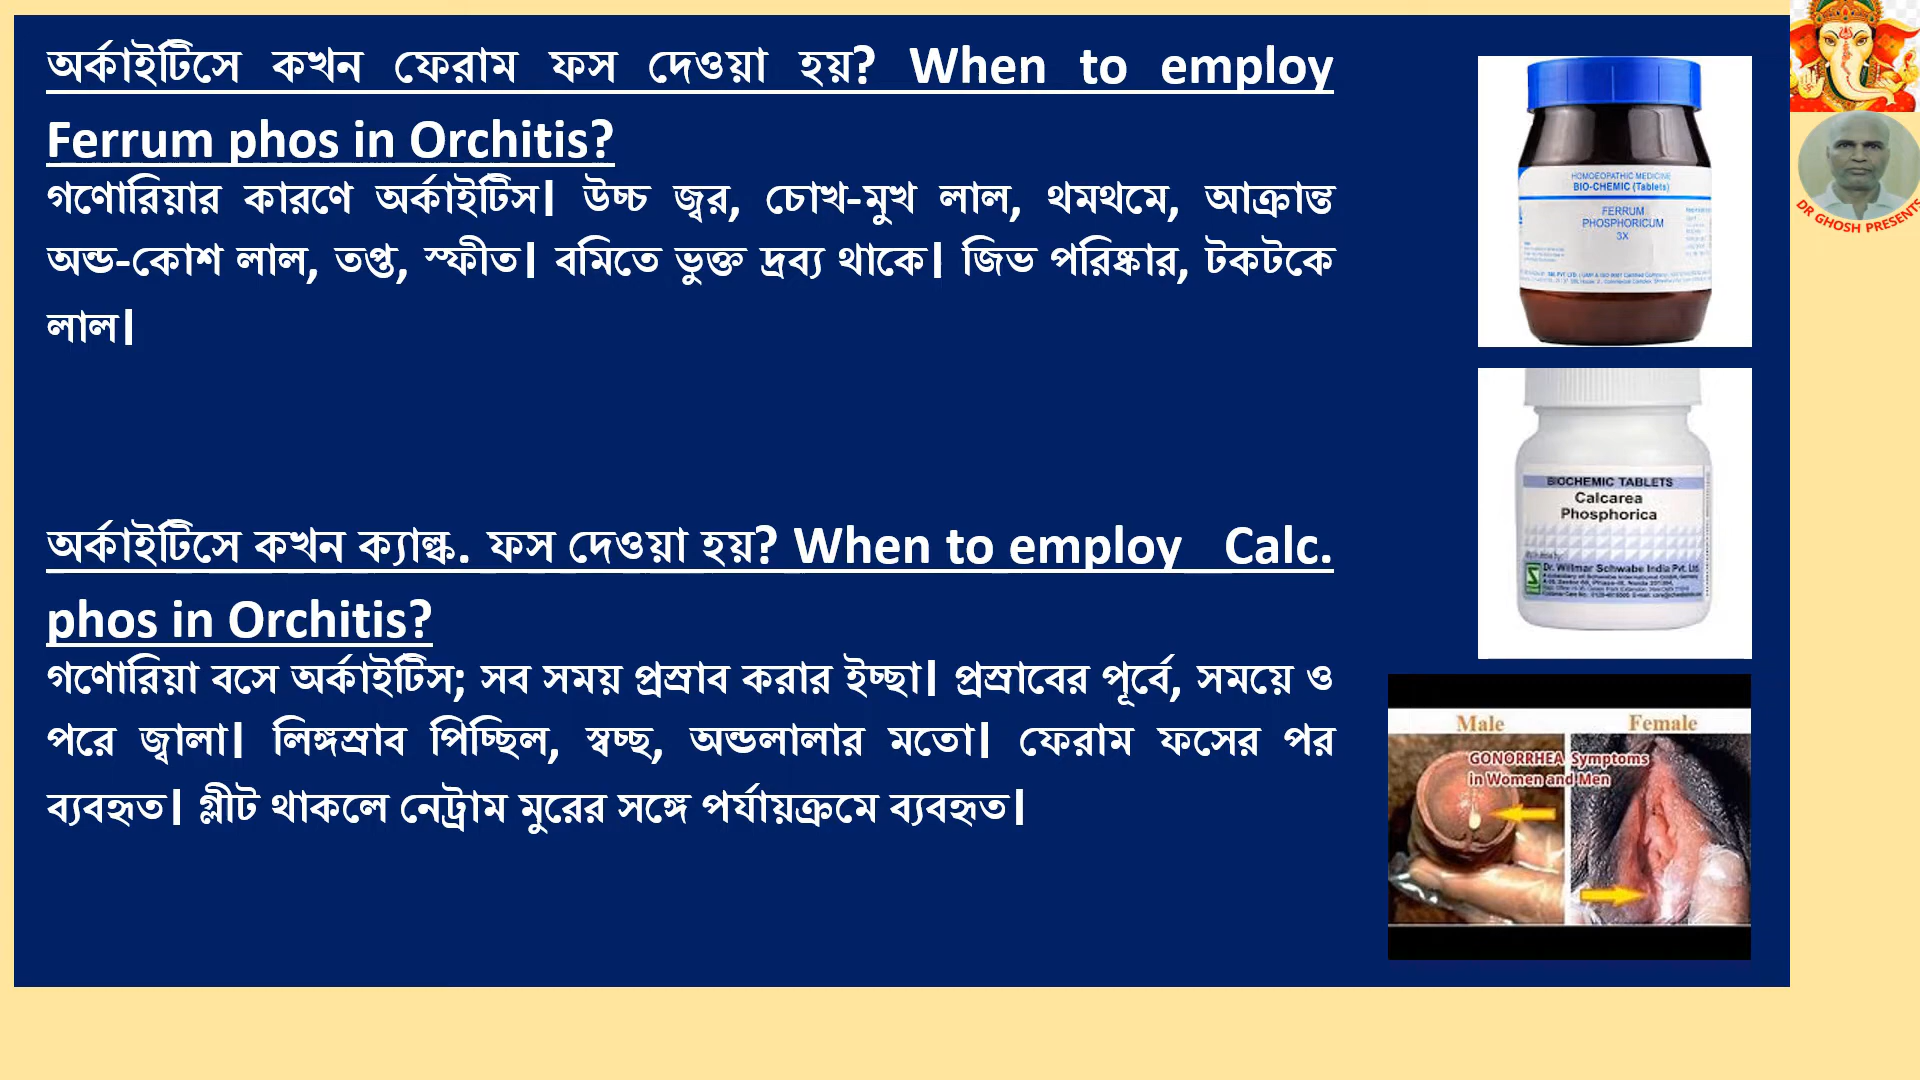 অর্কাইটিসে কখন ফেরাম ফস দেওয়া হয়? When to employ
Ferrum phos in Orchitis?
গণোরিয়ার কারণে অর্কাইটিস। উচ্চ জ্বর, চোখ-মুখ লাল, থমথমে, আক্রান্ত
অন্ড-কোশ লাল, তপ্ত, স্ফীত। বমিতে ভুক্ত দ্রব্য থাকে। জিভ পরিষ্কার, টকটকে
লাল।
অর্কাইটিসে কখন ক্যাল্ক. ফস দেওয়া হয়? When to employ Calc.
phos in Orchitis?
গণোরিয়া বসে অর্কাইটিস; সব সময় প্রস্রাব করার ইচ্ছা। প্রস্রাবের পূর্বে, সময়ে ও
পরে জ্বালা। লিঙ্গস্রাব পিচ্ছিল, স্বচ্ছ, অন্ডলালার মতো। ফেরাম ফসের পর
ব্যবহৃত। গ্লীট থাকলে নেট্রাম মুরের সঙ্গে পর্যায়ক্রমে ব্যবহৃত।
HOMOEOPATHIC MEDICINE
BIO-CHEMIC (Tablets)
FERRUM
PHOSPHORICUM
3X
BIOCHEMIC TABLETS
Calcarea
Phosphorica
Dr. Willmar Schwabe India Pvt. Ltd.
Male Female
GONORRHEA Symptoms
in Women and Men
DR GHOSH PRESENTS